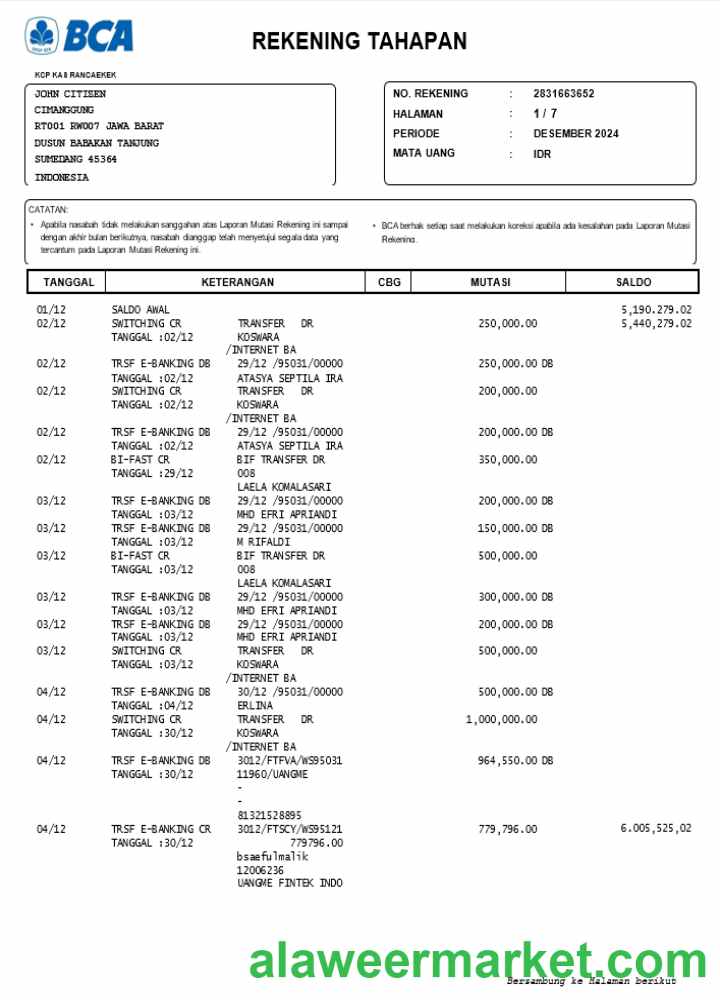 BCA
REKENING TAHAPAN
KCP KAB RANCAEKEK
JOHN CITIZEN
CIMANGGUNG
RT001 RW007 JAWA BARAT
DUSUN BABAKAN TANJUNG
SUMEDANG 45364
INDONESIA
NO. REKENING : 2831663652
HALAMAN : 1 / 7
PERIODE : DESEMBER 2024
MATA UANG : IDR
CATATAN:
• Apabila nasabah tidak melakukan sanggahan atas Laporan Mutasi Rekening ini sampai
dengan akhir bulan berikutnya, nasabah dianggap telah menyetujui segala data yang
tercantum pada Laporan Mutasi Rekening ini.
• BCA berhak setiap saat melakukan koreksi apabila ada kesalahan pada Laporan Mutasi
Rekening.
TANGGAL KETERANGAN CBG MUTASI SALDO
01/12 SALDO AWAL 5,190.279.02
02/12 SWITCHING CR TRANSFER DR 250,000.00 5,440,279.02
TANGGAL :02/12 KOSWARA
/INTERNET BA
02/12 TRSF E-BANKING DB 29/12 /95031/00000 250,000.00 DB
TANGGAL :02/12 ATASYA SEPTILA IRA
02/12 SWITCHING CR TRANSFER DR 200,000.00
TANGGAL :02/12 KOSWARA
/INTERNET BA
02/12 TRSF E-BANKING DB 29/12 /95031/00000 200,000.00 DB
TANGGAL :02/12 ATASYA SEPTILA IRA
02/12 BI-FAST CR BIF TRANSFER DR 350,000.00
TANGGAL :29/12 008
LAELA KOMALASARI
03/12 TRSF E-BANKING DB 29/12 /95031/00000 200,000.00 DB
TANGGAL :03/12 MHD EFRI APRIANDI
03/12 TRSF E-BANKING DB 29/12 /95031/00000 150,000.00 DB
TANGGAL :03/12 M RIFALDI
03/12 BI-FAST CR BIF TRANSFER DR 500,000.00
TANGGAL :03/12 008
LAELA KOMALASARI
03/12 TRSF E-BANKING DB 29/12 /95031/00000 300,000.00 DB
TANGGAL :03/12 MHD EFRI APRIANDI
03/12 TRSF E-BANKING DB 29/12 /95031/00000 200,000.00 DB
TANGGAL :03/12 MHD EFRI APRIANDI
03/12 SWITCHING CR TRANSFER DR 500,000.00
TANGGAL :03/12 KOSWARA
/INTERNET BA
04/12 TRSF E-BANKING DB 30/12 /95031/00000 500,000.00 DB
TANGGAL :04/12 ERLINA
04/12 SWITCHING CR TRANSFER DR 1,000,000.00
TANGGAL :30/12 KOSWARA
/INTERNET BA
04/12 TRSF E-BANKING DB 3012/FTFVA/WS95031 964,550.00 DB
TANGGAL :30/12 11960/UANGME
-
-
81321528895
04/12 TRSF E-BANKING CR 3012/FTSCY/WS95121 779,796.00 6.005,525,02
TANGGAL :30/12 779796.00
bsaefulmalik
12006236
UANGME FINTEK INDO
alaweermarket.com
Bersambung ke Halaman berikut